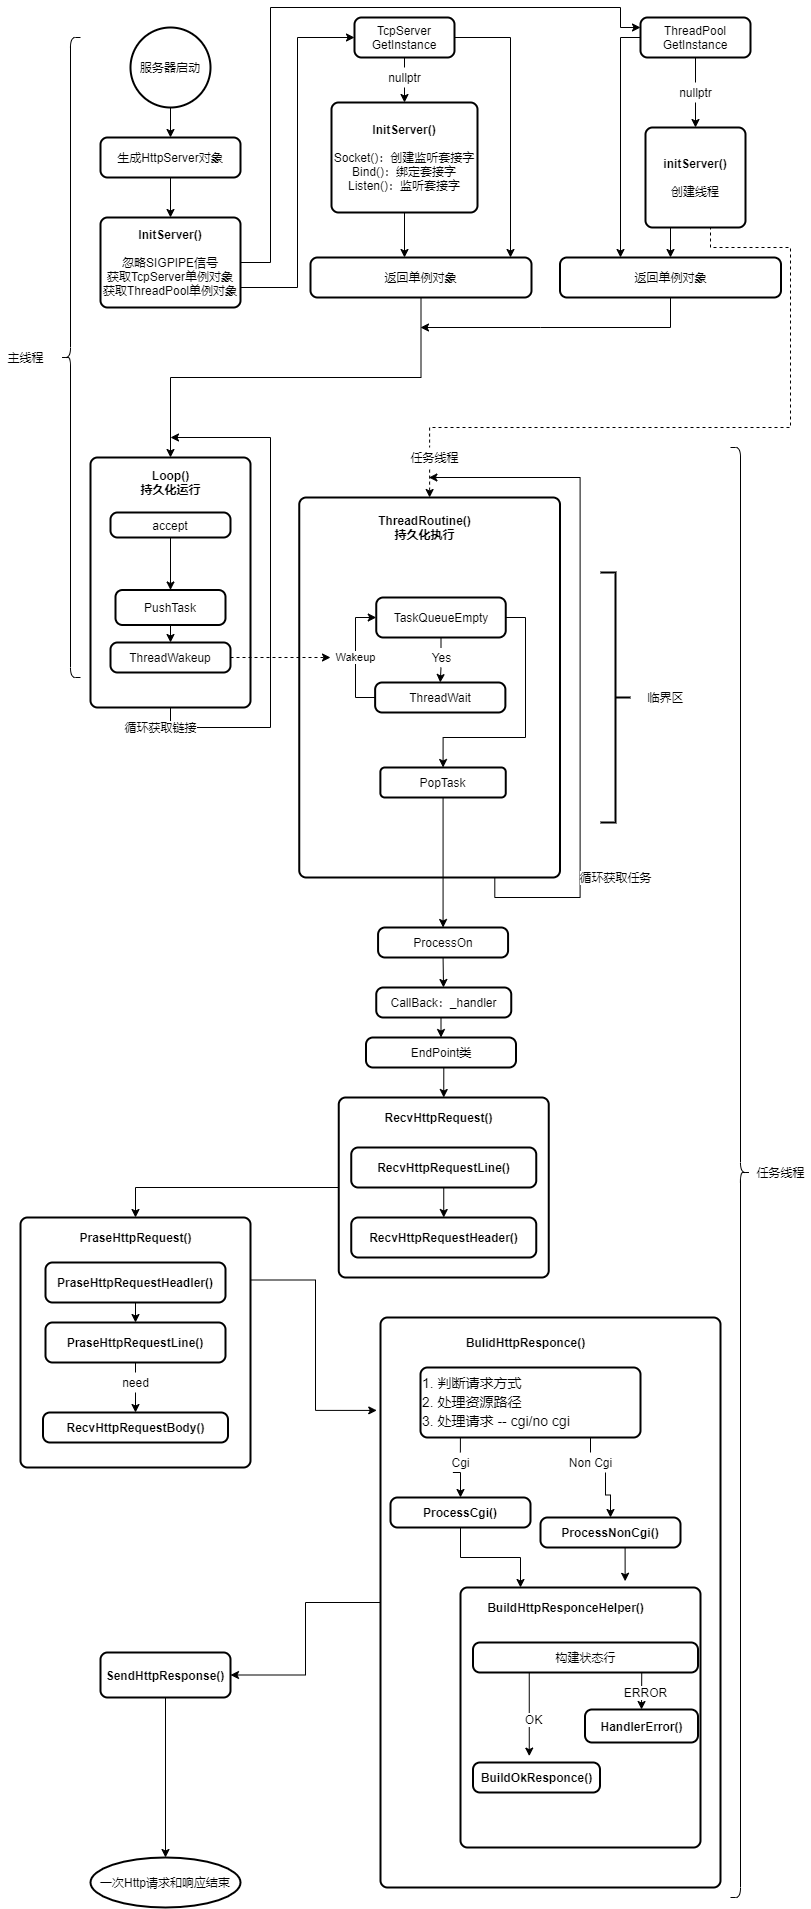 服务器启动
生成HttpServer对象
InitServer()
忽略SIGPIPE信号
获取TcpServer单例对象
获取ThreadPool单例对象
TcpServer
GetInstance
nullptr
InitServer()
Socket()：创建监听套接字
Bind()：绑定套接字
Listen()：监听套接字
返回单例对象
ThreadPool
GetInstance
nullptr
initServer()
创建线程
返回单例对象
主线程
Loop()
持久化运行
accept
PushTask
ThreadWakeup
循环获取链接
任务线程
ThreadRoutine()
持久化执行
TaskQueueEmpty
Wakeup
Yes
ThreadWait
PopTask
临界区
循环获取任务
ProcessOn
CallBack：_handler
EndPoint类
RecvHttpRequest()
RecvHttpRequestLine()
RecvHttpRequestHeader()
任务线程
PraseHttpRequest()
PraseHttpRequestHeadler()
PraseHttpRequestLine()
need
RecvHttpRequestBody()
BulidHttpResponce()
1. 判断请求方式
2. 处理资源路径
3. 处理请求 -- cgi/no cgi
Cgi
Non Cgi
ProcessCgi()
ProcessNonCgi()
BuildHttpResponceHelper()
构建状态行
ERROR
OK
HandlerError()
BuildOkResponce()
SendHttpResponse()
一次Http请求和响应结束